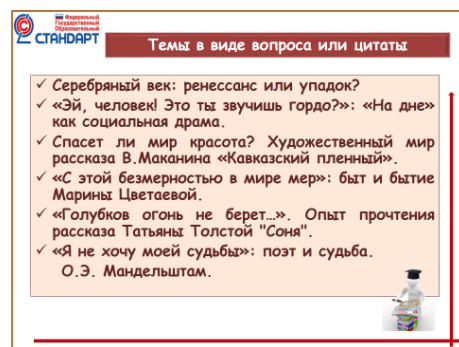 Федеральный
Государственный
Образовательный
СТАНДАРТ
Темы в виде вопроса или цитаты
✓ Серебряный век: ренессанс или упадок?
✓ «Эй, человек! Это ты звучишь гордо?»: «На дне»
как социальная драма.
✓ Спасет ли мир красота? Художественный мир
рассказа В.Маканина «Кавказский пленный».
✓ «С этой безмерностью в мире мер»: быт и бытие
Марины Цветаевой.
✓ «Голубков огонь не берет…». Опыт прочтения
рассказа Татьяны Толстой "Соня".
✓ «Я не хочу моей судьбы»: поэт и судьба.
О.Э. Мандельштам.